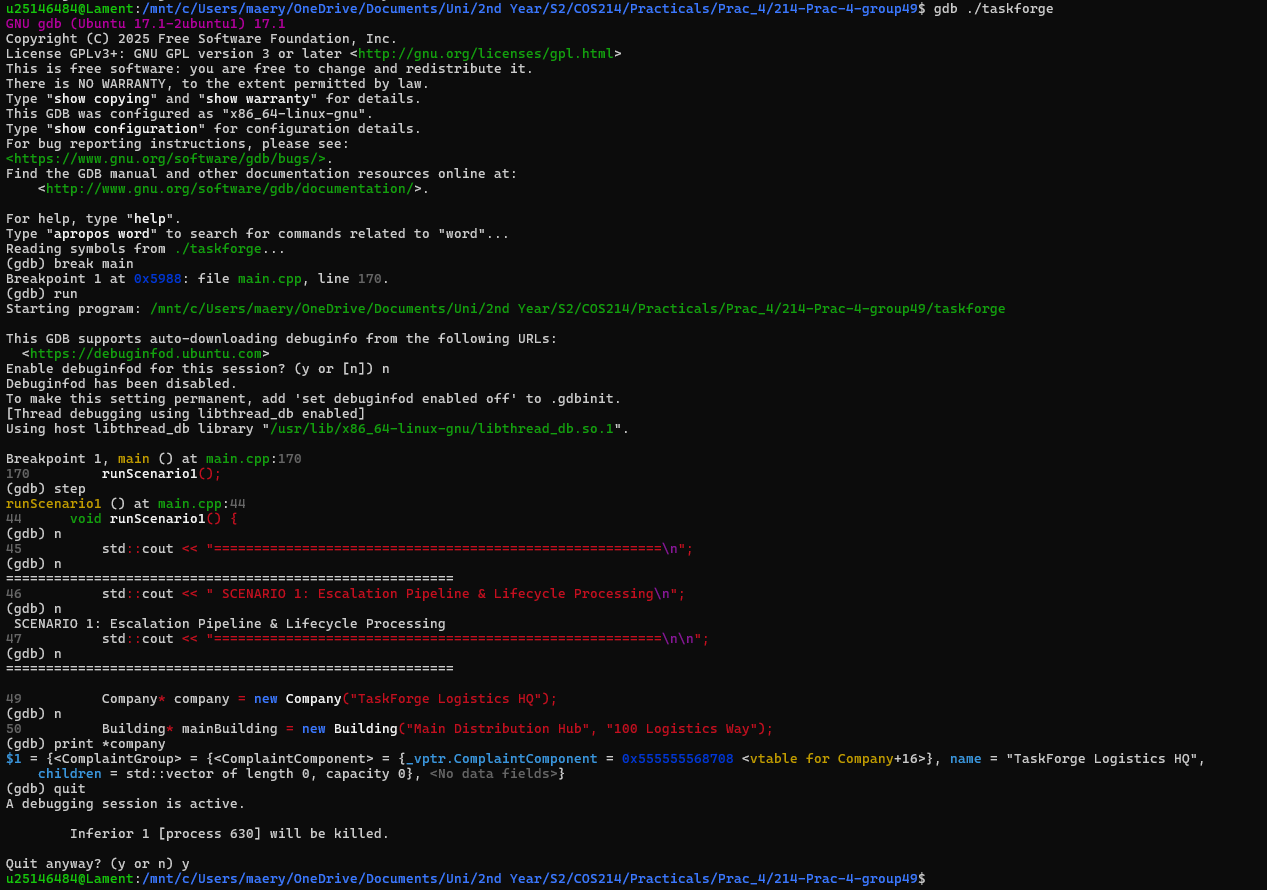 u25146484@Lament:/mnt/c/Users/maery/OneDrive/Documents/Uni/2nd Year/S2/COS214/Practicals/Prac_4/214-Prac-4-group49$ gdb ./taskforge
GNU gdb (Ubuntu 17.1-2ubuntu1) 17.1
Copyright (C) 2025 Free Software Foundation, Inc.
License GPLv3+: GNU GPL version 3 or later <http://gnu.org/licenses/gpl.html>
This is free software: you are free to change and redistribute it.
There is NO WARRANTY, to the extent permitted by law.
Type "show copying" and "show warranty" for details.
This GDB was configured as "x86_64-linux-gnu".
Type "show configuration" for configuration details.
For bug reporting instructions, please see:
<https://www.gnu.org/software/gdb/bugs/>.
Find the GDB manual and other documentation resources online at:
    <http://www.gnu.org/software/gdb/documentation/>.

For help, type "help".
Type "apropos word" to search for commands related to "word"...
Reading symbols from ./taskforge...
(gdb) break main
Breakpoint 1 at 0x5988: file main.cpp, line 170.
(gdb) run
Starting program: /mnt/c/Users/maery/OneDrive/Documents/Uni/2nd Year/S2/COS214/Practicals/Prac_4/214-Prac-4-group49/taskforge

This GDB supports auto-downloading debuginfo from the following URLs:
  <https://debuginfod.ubuntu.com>
Enable debuginfod for this session? (y or [n]) n
Debuginfod has been disabled.
To make this setting permanent, add 'set debuginfod enabled off' to .gdbinit.
[Thread debugging using libthread_db enabled]
Using host libthread_db library "/usr/lib/x86_64-linux-gnu/libthread_db.so.1".

Breakpoint 1, main () at main.cpp:170
170         runScenario1();
(gdb) step
runScenario1 () at main.cpp:44
44      void runScenario1() {
(gdb) n
45          std::cout << "========================================================\n";
(gdb) n
========================================================
46          std::cout << " SCENARIO 1: Escalation Pipeline & Lifecycle Processing\n";
(gdb) n
 SCENARIO 1: Escalation Pipeline & Lifecycle Processing
47          std::cout << "========================================================\n\n";
(gdb) n
========================================================

49          Company* company = new Company("TaskForge Logistics HQ");
(gdb) n
50          Building* mainBuilding = new Building("Main Distribution Hub", "100 Logistics Way");
(gdb) print *company
$1 = {<ComplaintGroup> = {<ComplaintComponent> = {_vptr.ComplaintComponent = 0x555555568708 <vtable for Company+16>}, name = "TaskForge Logistics HQ",
    children = std::vector of length 0, capacity 0}, <No data fields>}
(gdb) quit
A debugging session is active.

        Inferior 1 [process 630] will be killed.

Quit anyway? (y or n) y
u25146484@Lament:/mnt/c/Users/maery/OneDrive/Documents/Uni/2nd Year/S2/COS214/Practicals/Prac_4/214-Prac-4-group49$